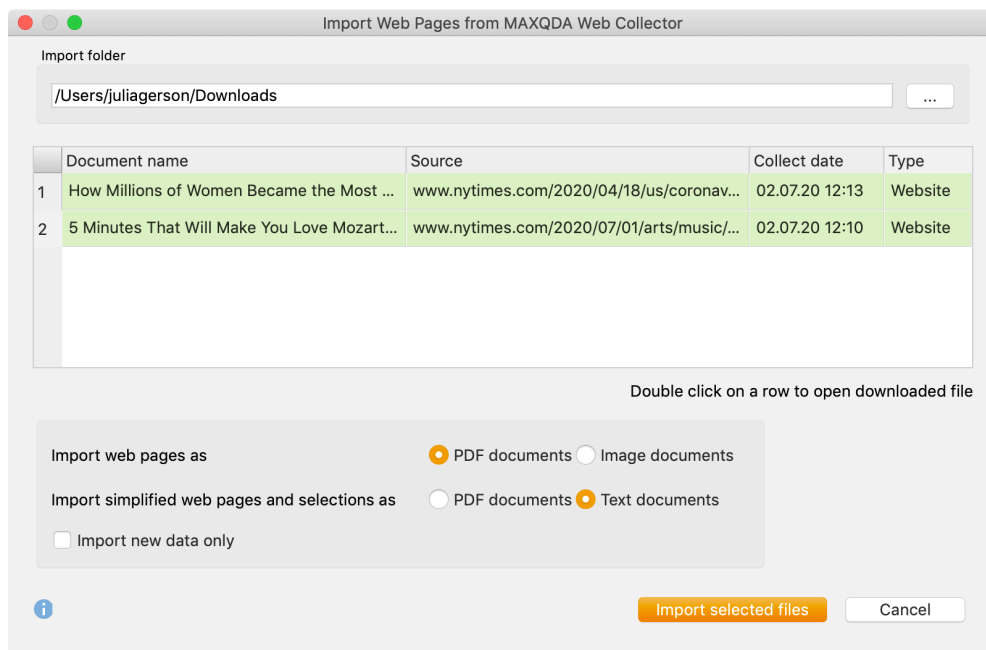 Import Web Pages from MAXQDA Web Collector
Import folder
/Users/juliagerson/Downloads ...
Document name Source Collect date Type
1 How Millions of Women Became the Most ... www.nytimes.com/2020/04/18/us/coronav... 02.07.20 12:13 Website
2 5 Minutes That Will Make You Love Mozart... www.nytimes.com/2020/07/01/arts/music/... 02.07.20 12:10 Website
Double click on a row to open downloaded file
Import web pages as PDF documents Image documents
Import simplified web pages and selections as PDF documents Text documents
Import new data only
i Import selected files Cancel